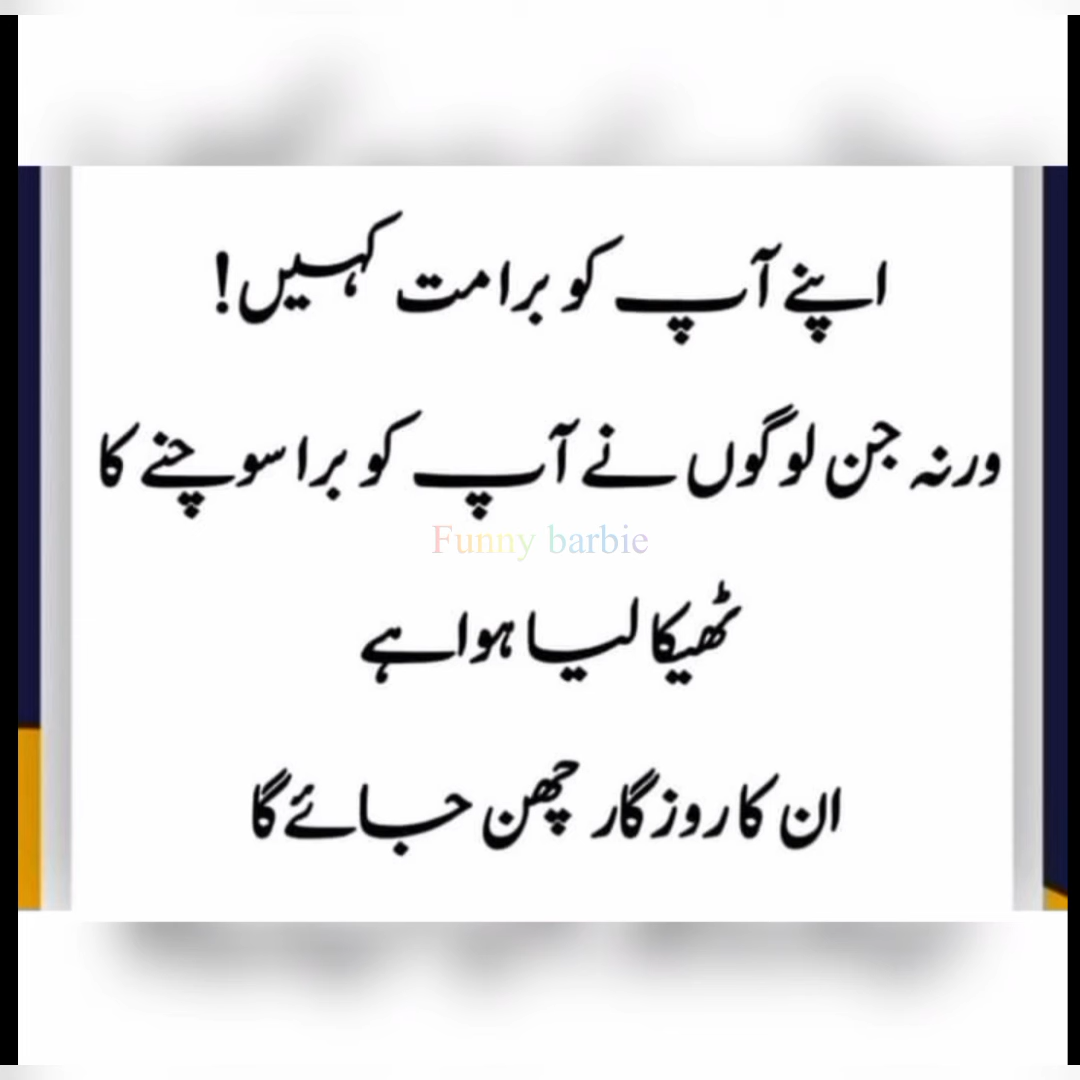 اپنے آپ کو برا مت کہیں!
ورنہ جن لوگوں نے آپ کو برا سوچنے کا
Funny barbie
ٹھیکا لیا ہوا ہے
ان کا روزگار چھن جائے گا